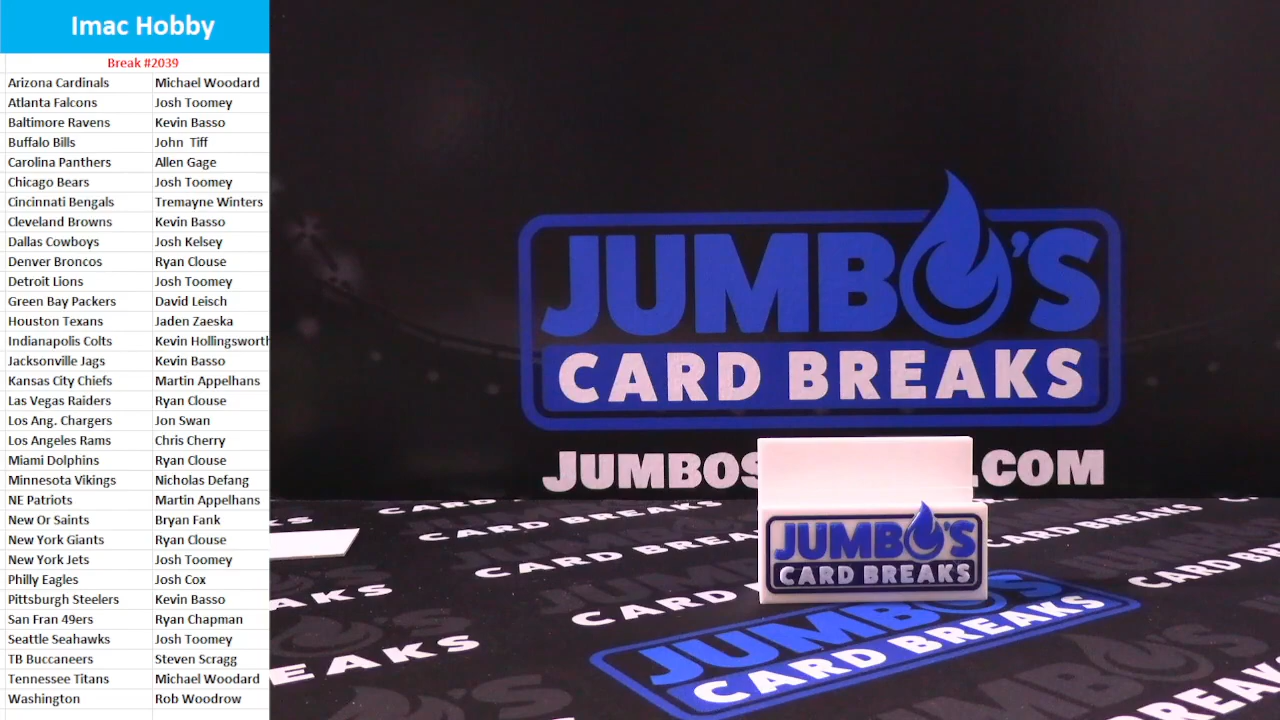 Imac Hobby
Break #2039
Arizona Cardinals Michael Woodard
Atlanta Falcons Josh Toomey
Baltimore Ravens Kevin Basso
Buffalo Bills John Tiff
Carolina Panthers Allen Gage
Chicago Bears Josh Toomey
Cincinnati Bengals Tremayne Winters
Cleveland Browns Kevin Basso
Dallas Cowboys Josh Kelsey
Denver Broncos Ryan Clouse
Detroit Lions Josh Toomey
Green Bay Packers David Leisch
Houston Texans Jaden Zaeska
Indianapolis Colts Kevin Hollingsworth
Jacksonville Jags Kevin Basso
Kansas City Chiefs Martin Appelhans
Las Vegas Raiders Ryan Clouse
Los Ang. Chargers Jon Swan
Los Angeles Rams Chris Cherry
Miami Dolphins Ryan Clouse
Minnesota Vikings Nicholas Defang
NE Patriots Martin Appelhans
New Or Saints Bryan Fank
New York Giants Ryan Clouse
New York Jets Josh Toomey
Philly Eagles Josh Cox
Pittsburgh Steelers Kevin Basso
San Fran 49ers Ryan Chapman
Seattle Seahawks Josh Toomey
TB Buccaneers Steven Scragg
Tennessee Titans Michael Woodard
Washington Rob Woodrow
JUMBO'S
CARD BREAKS
JUMBOS .COM
JUMBO'S
CARD BREAKS
CARD BREAKS
CARD BREAKS
CARD BREAKS
JUMBO'S
CARD BREAKS
BREAKS